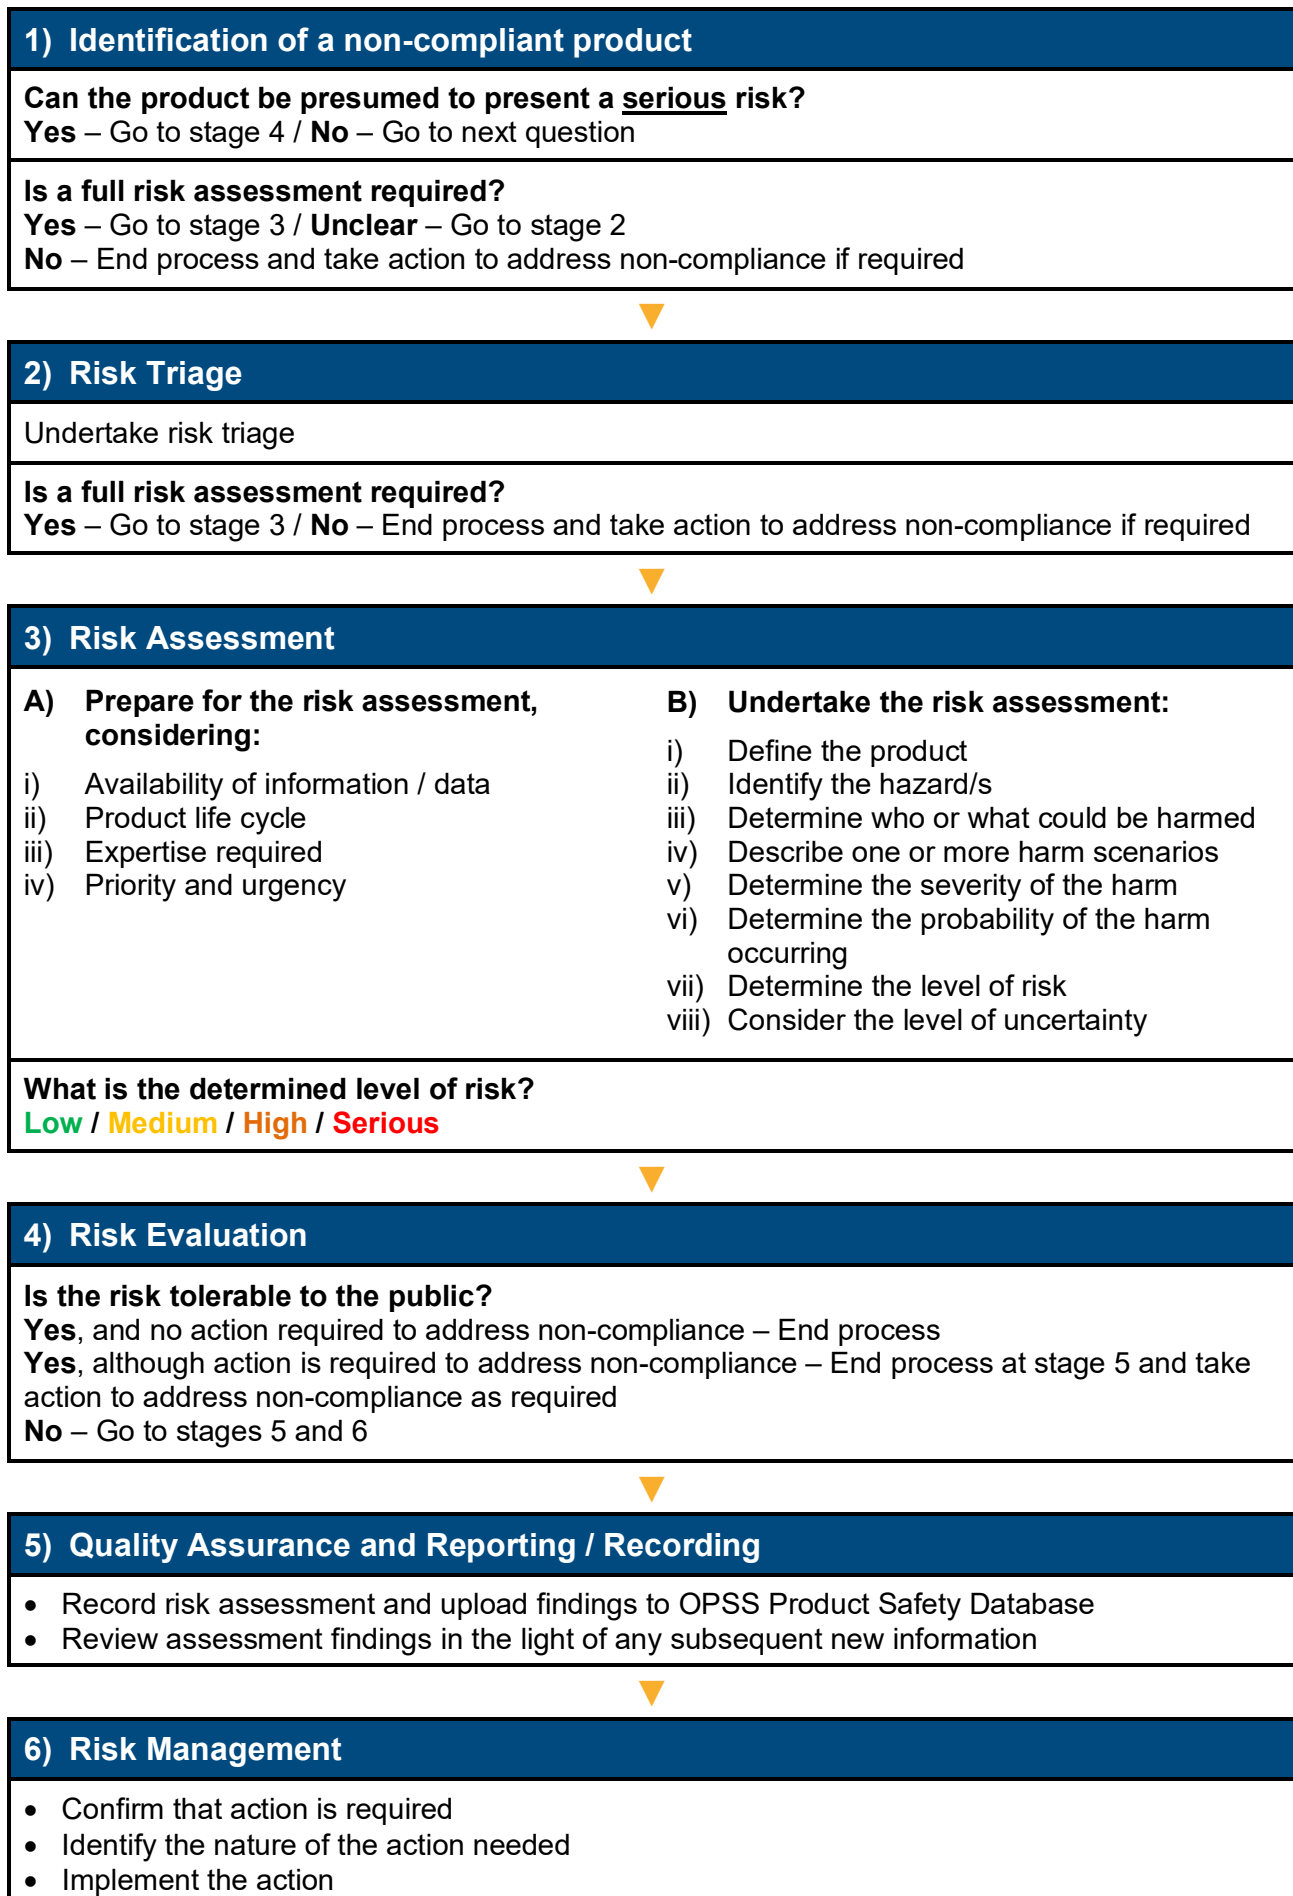 1) Identification of a non-compliant product
Can the product be presumed to present a serious risk?
Yes – Go to stage 4 / No – Go to next question
Is a full risk assessment required?
Yes – Go to stage 3 / Unclear – Go to stage 2
No – End process and take action to address non-compliance if required
2) Risk Triage
Undertake risk triage
Is a full risk assessment required?
Yes – Go to stage 3 / No – End process and take action to address non-compliance if required
3) Risk Assessment
A) Prepare for the risk assessment,
considering:
i) Availability of information / data
ii) Product life cycle
iii) Expertise required
iv) Priority and urgency
B) Undertake the risk assessment:
i) Define the product
ii) Identify the hazard/s
iii) Determine who or what could be harmed
iv) Describe one or more harm scenarios
v) Determine the severity of the harm
vi) Determine the probability of the harm
occurring
vii) Determine the level of risk
viii) Consider the level of uncertainty
What is the determined level of risk?
Low / Medium / High / Serious
4) Risk Evaluation
Is the risk tolerable to the public?
Yes, and no action required to address non-compliance – End process
Yes, although action is required to address non-compliance – End process at stage 5 and take
action to address non-compliance as required
No – Go to stages 5 and 6
5) Quality Assurance and Reporting / Recording
• Record risk assessment and upload findings to OPSS Product Safety Database
• Review assessment findings in the light of any subsequent new information
6) Risk Management
• Confirm that action is required
• Identify the nature of the action needed
• Implement the action